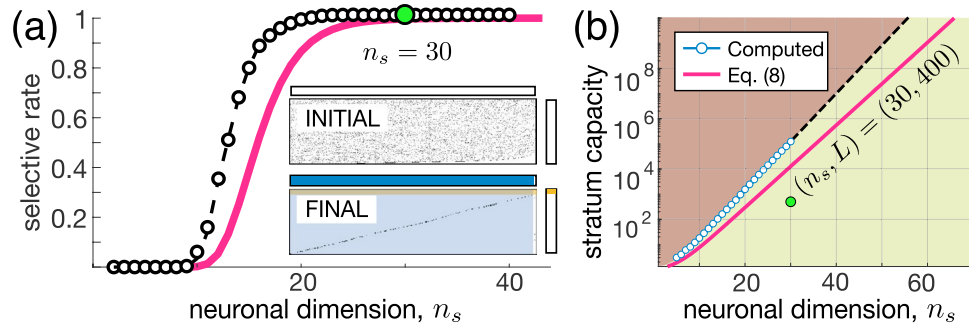 (a)
1
0.8
0.6
0.4
0.2
selective rate
n_s = 30
INITIAL
FINAL
20
40
neuronal dimension, n_s
(b)
10^8
10^6
10^4
10^2
stratum capacity
Computed
Eq. (8)
(n_s, L) = (30, 400)
20
40
60
neuronal dimension, n_s